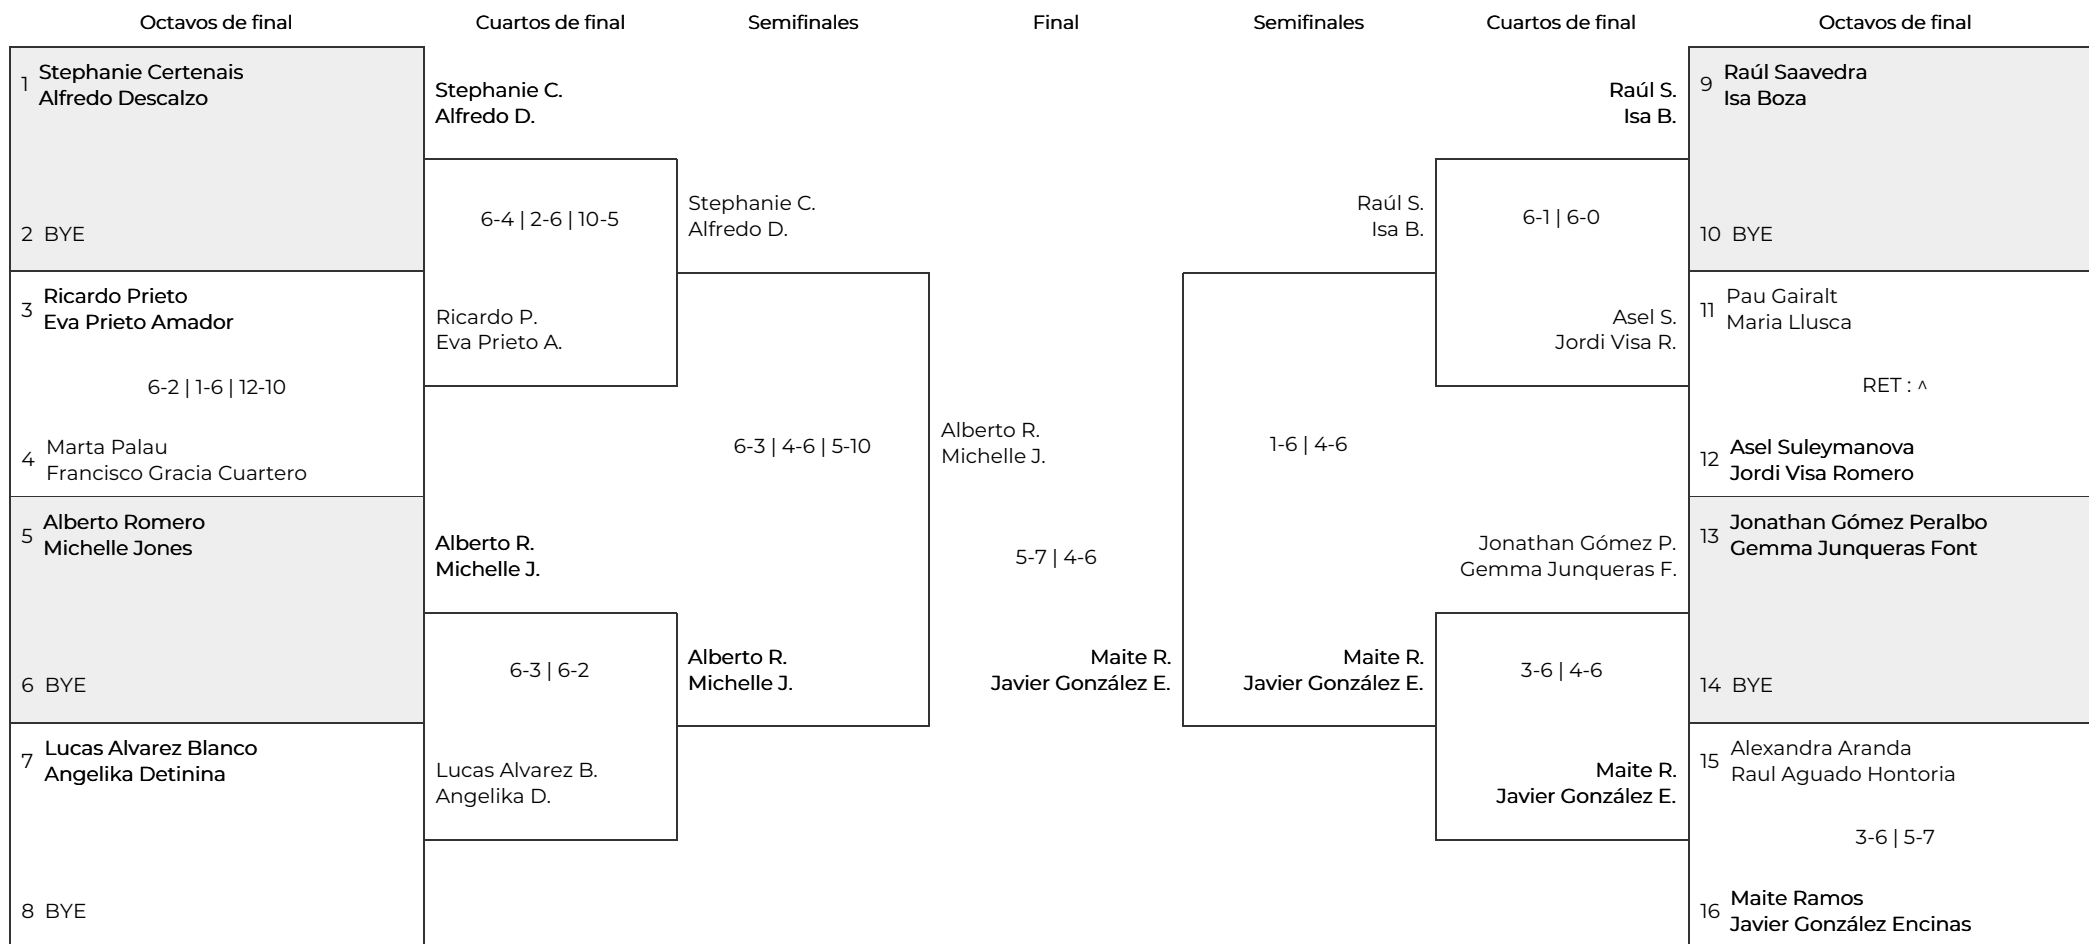 Octavos de final
Cuartos de final
Semifinales
Final
Semifinales
Cuartos de final
Octavos de final
1 Stephanie Certenais
Alfredo Descalzo
2 BYE
3 Ricardo Prieto
Eva Prieto Amador
6-2 | 1-6 | 12-10
4 Marta Palau
Francisco Gracia Cuartero
5 Alberto Romero
Michelle Jones
6 BYE
7 Lucas Alvarez Blanco
Angelika Detinina
8 BYE
Stephanie C.
Alfredo D.
6-4 | 2-6 | 10-5
Ricardo P.
Eva Prieto A.
Alberto R.
Michelle J.
6-3 | 6-2
Lucas Alvarez B.
Angelika D.
Stephanie C.
Alfredo D.
6-3 | 4-6 | 5-10
Alberto R.
Michelle J.
Alberto R.
Michelle J.
5-7 | 4-6
Maite R.
Javier González E.
Raúl S.
Isa B.
1-6 | 4-6
Maite R.
Javier González E.
Raúl S.
Isa B.
6-1 | 6-0
Asel S.
Jordi Visa R.
Jonathan Gómez P.
Gemma Junqueras F.
3-6 | 4-6
Maite R.
Javier González E.
9 Raúl Saavedra
Isa Boza
10 BYE
11 Pau Gairalt
Maria Llusca
RET : ^
12 Asel Suleymanova
Jordi Visa Romero
13 Jonathan Gómez Peralbo
Gemma Junqueras Font
14 BYE
15 Alexandra Aranda
Raul Aguado Hontoria
3-6 | 5-7
16 Maite Ramos
Javier González Encinas